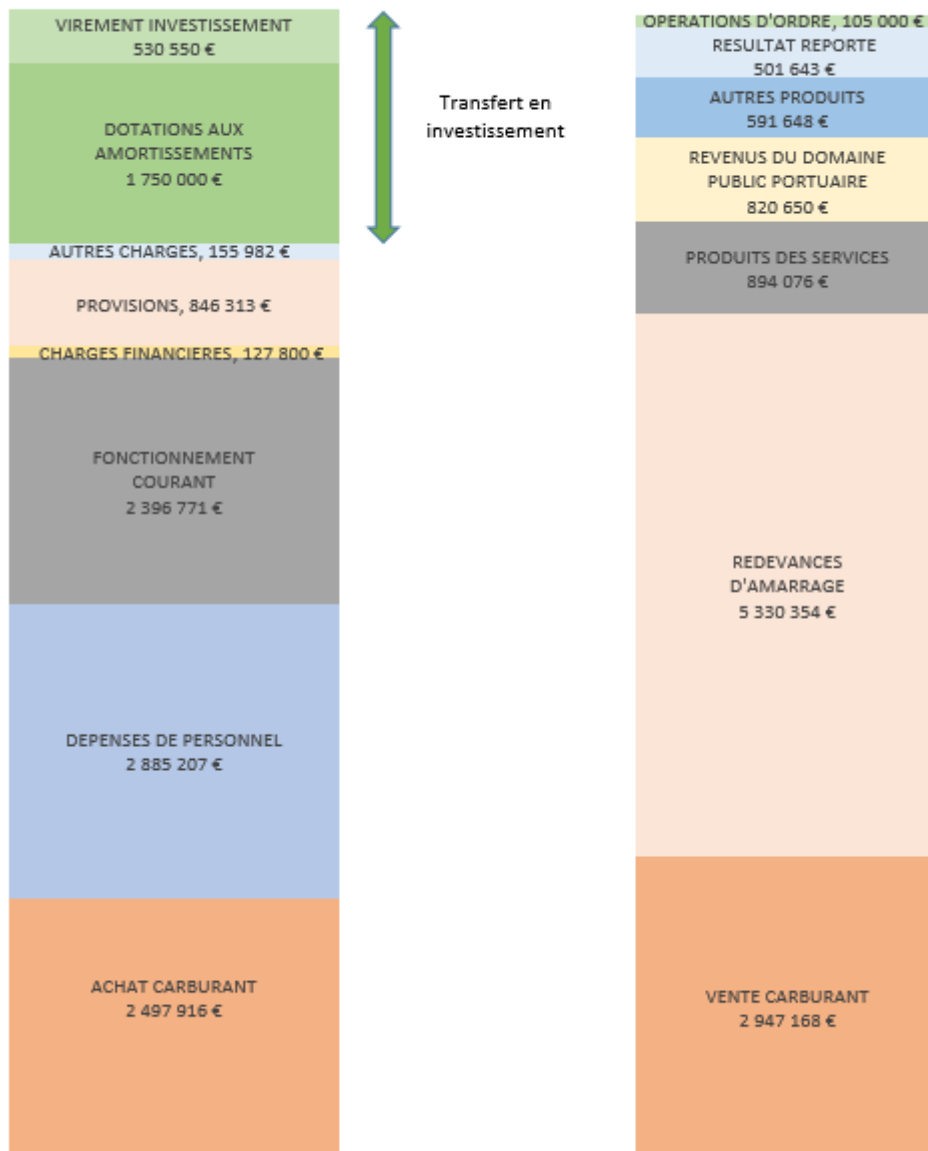 VIREMENT INVESTISSEMENT
530 550 €
DOTATIONS AUX
AMORTISSEMENTS
1 750 000 €
AUTRES CHARGES, 155 982 €
PROVISIONS, 846 313 €
CHARGES FINANCIERES, 127 800 €
FONCTIONNEMENT
COURANT
2 396 771 €
DEPENSES DE PERSONNEL
2 885 207 €
ACHAT CARBURANT
2 497 916 €
Transfert en
investissement
OPERATIONS D'ORDRE, 105 000 €
RESULTAT REPORTE
501 643 €
AUTRES PRODUITS
591 648 €
REVENUS DU DOMAINE
PUBLIC PORTUAIRE
820 650 €
PRODUITS DES SERVICES
894 076 €
REDEVANCES
D'AMARRAGE
5 330 354 €
VENTE CARBURANT
2 947 168 €